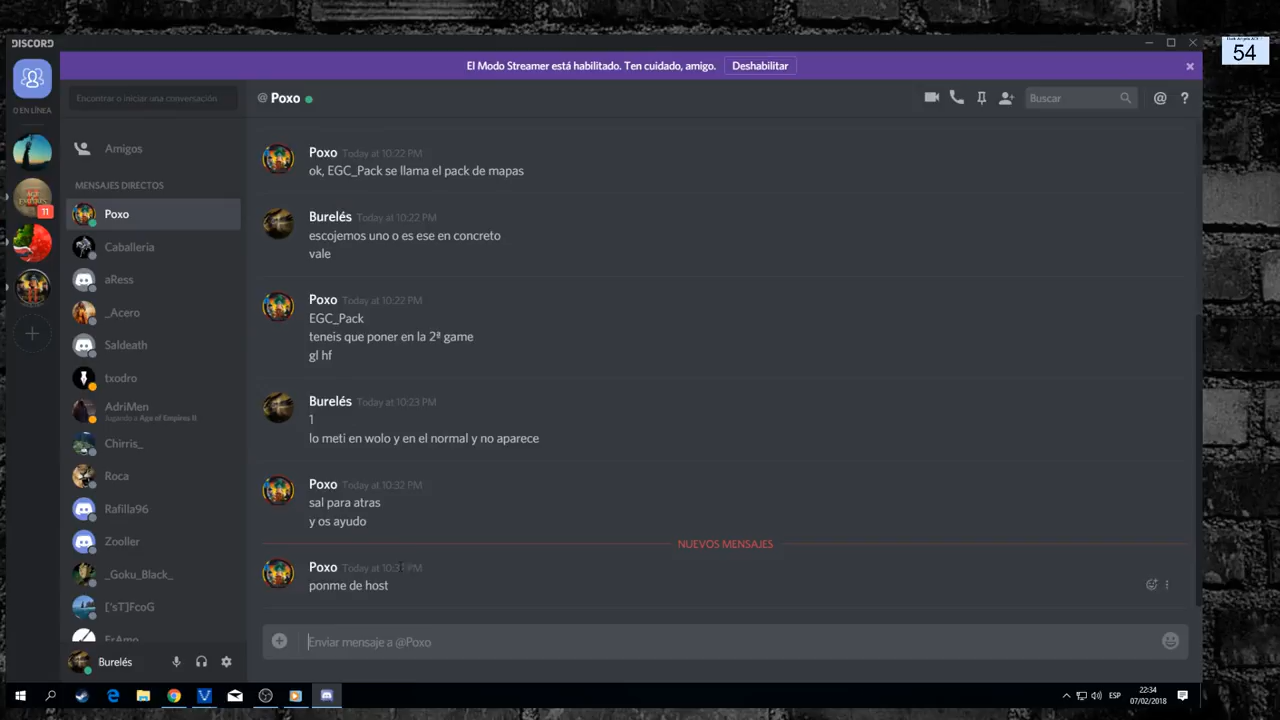 DISCORD
El Modo Streamer está habilitado. Ten cuidado, amigo.
Deshabilitar
54
0 EN LÍNEA
Encontrar o iniciar una conversación
@ Poxo
Buscar
Amigos
MENSAJES DIRECTOS
Poxo
Caballeria
aRess
_Acero
Saldeath
txodro
AdriMen
Jugando a Age of Empires II
Chirris_
Roca
Rafilla96
Zooller
_Goku_Black_
['sT]FcoG
FrAmo
Burelés
11
Poxo Today at 10:22 PM
ok, EGC_Pack se llama el pack de mapas
Burelés Today at 10:22 PM
escojemos uno o es ese en concreto
vale
Poxo Today at 10:22 PM
EGC_Pack
teneis que poner en la 2ª game
gl hf
Burelés Today at 10:23 PM
1
lo meti en wolo y en el normal y no aparece
Poxo Today at 10:32 PM
sal para atras
y os ayudo
NUEVOS MENSAJES
Poxo Today at PM
ponme de host
Enviar mensaje a @Poxo
ESP
22:34
07/02/2018